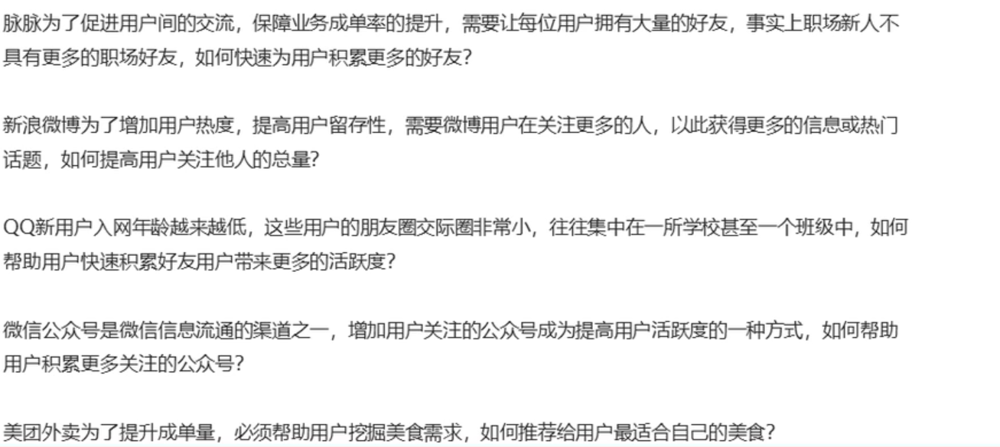 脉脉为了促进用户间的交流，保障业务成单率的提升，需要让每位用户拥有大量的好友，事实上职场新人不
具有更多的职场好友，如何快速为用户积累更多的好友？
新浪微博为了增加用户热度，提高用户留存性，需要微博用户在关注更多的人，以此获得更多的信息或热门
话题，如何提高用户关注他人的总量？
QQ新用户入网年龄越来越低，这些用户的朋友圈交际圈非常小，往往集中在一所学校甚至一个班级中，如何
帮助用户快速积累好友用户带来更多的活跃度？
微信公众号是微信信息流通的渠道之一，增加用户关注的公众号成为提高用户活跃度的一种方式，如何帮助
用户积累更多关注的公众号？
美团外卖为了提升成单量，必须帮助用户挖掘美食需求，如何推荐给用户最适合自己的美食？